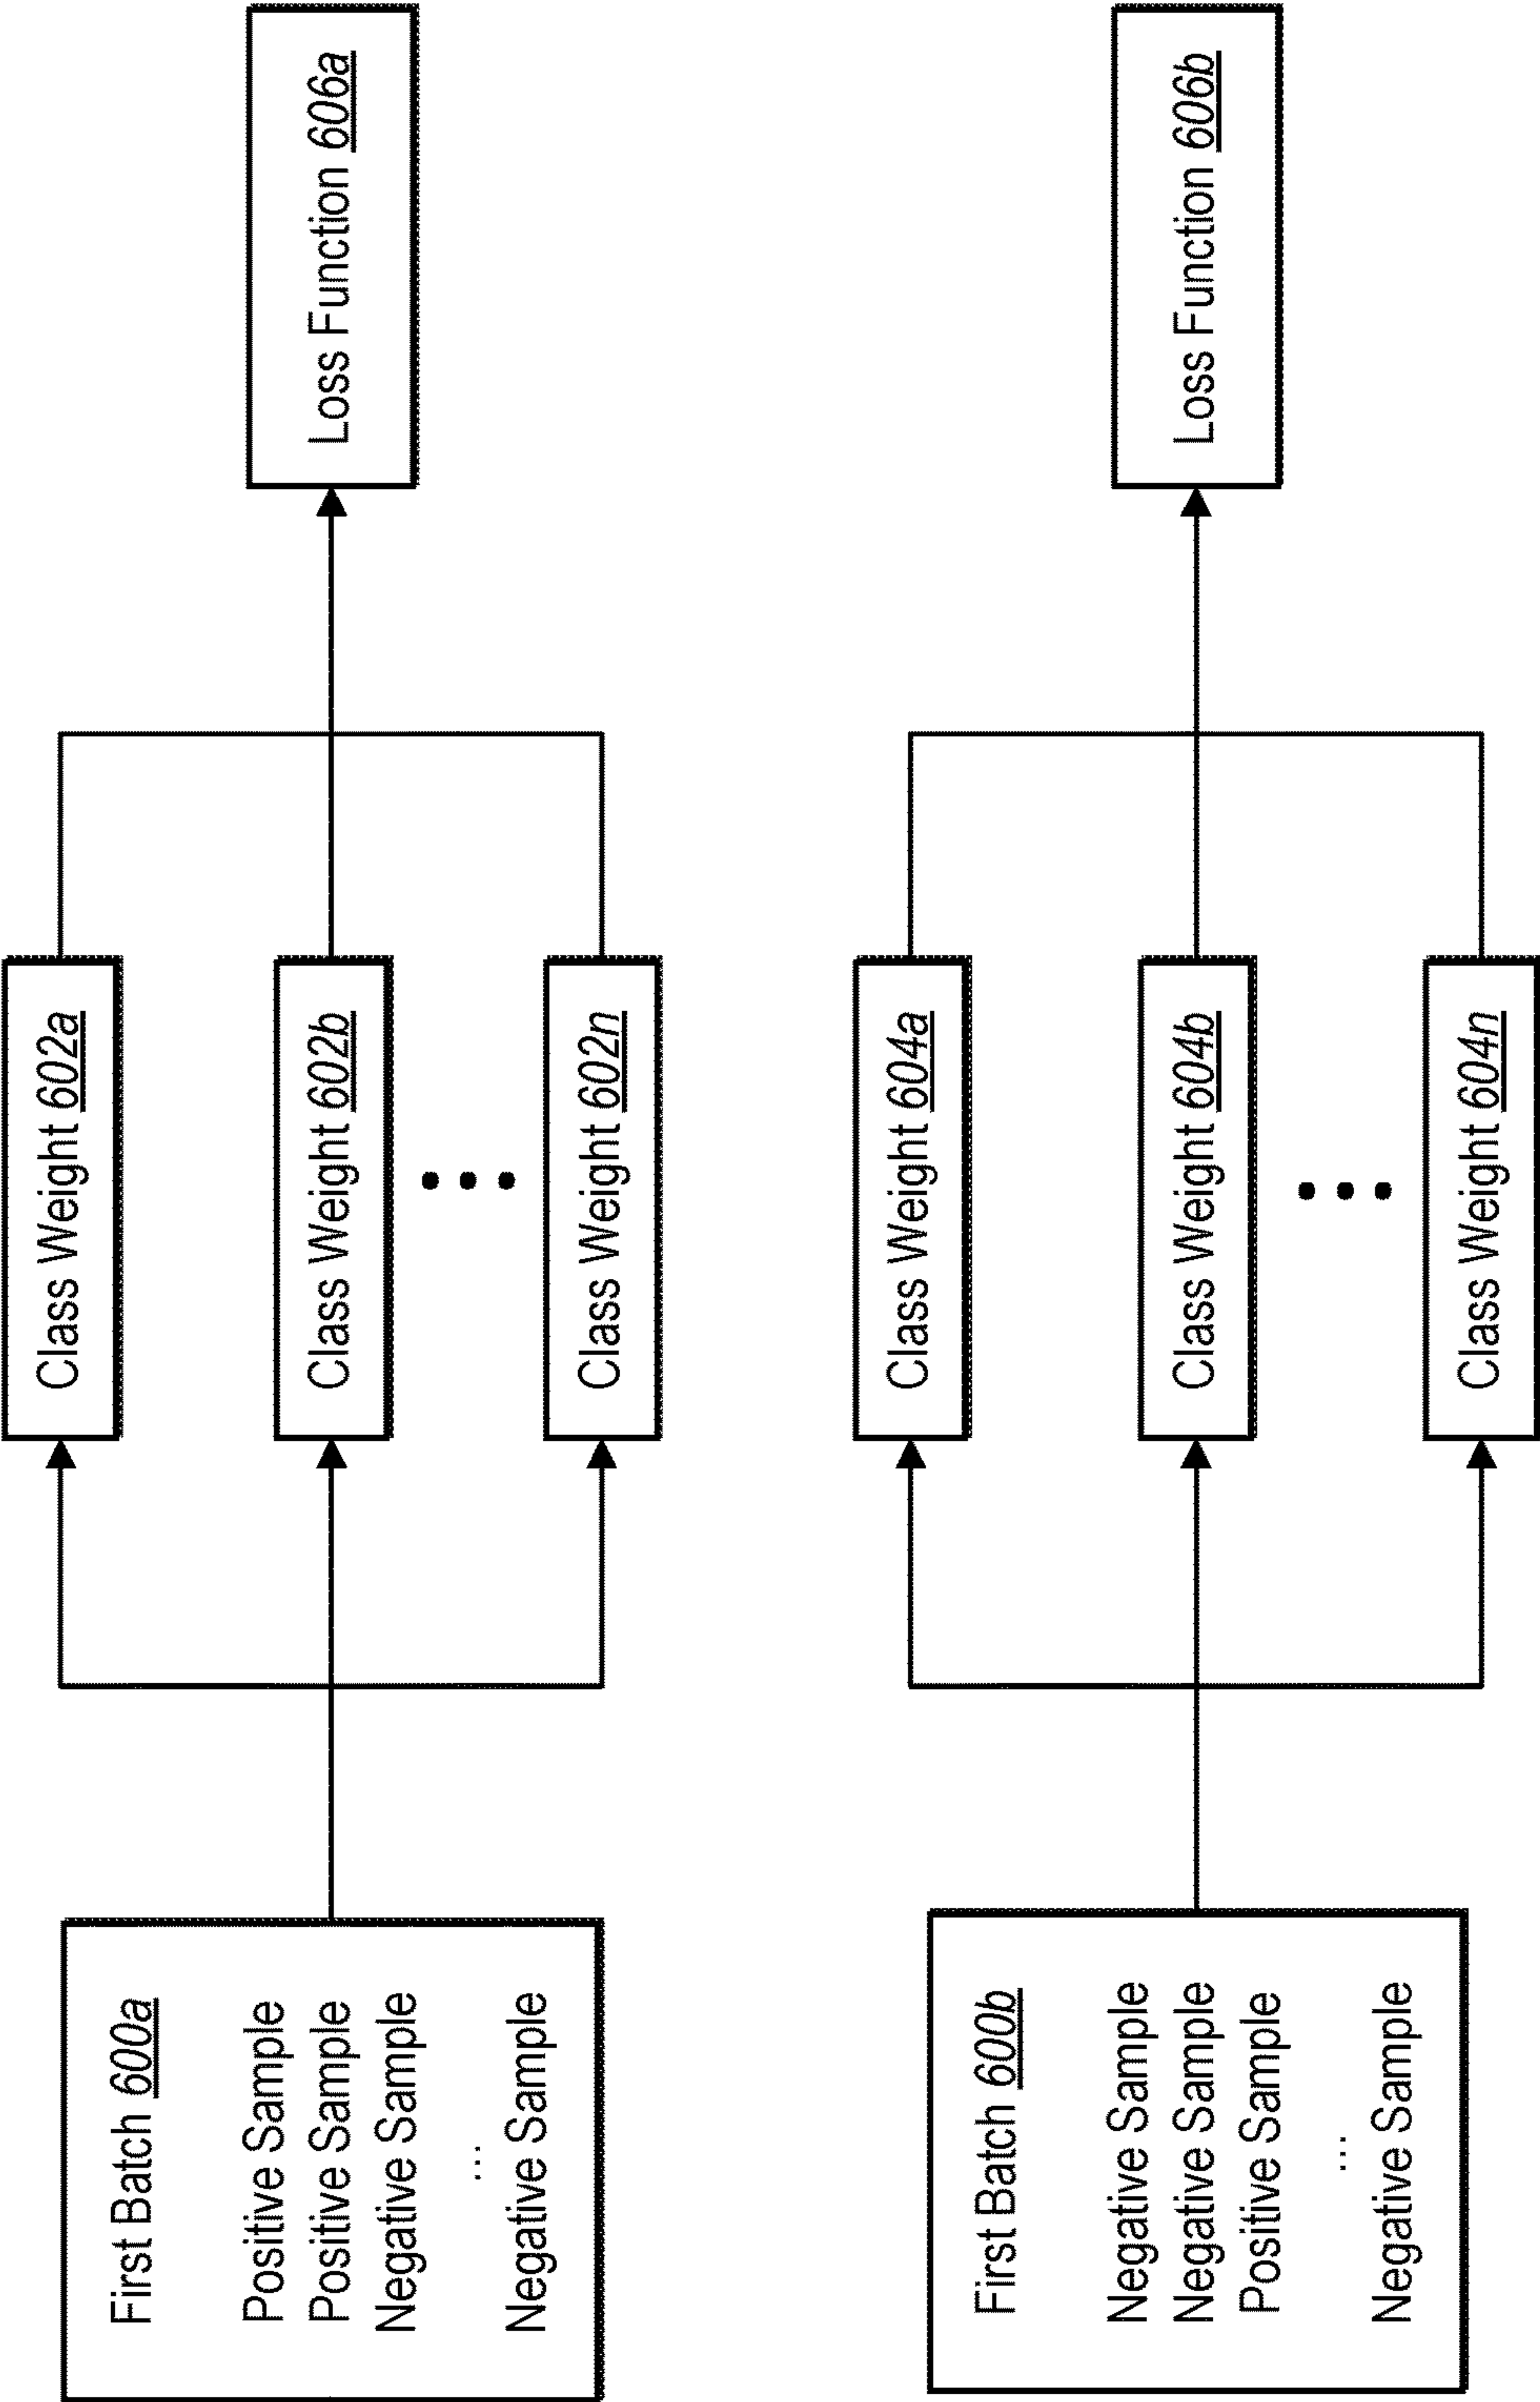 First Batch 600a
Positive Sample
Positive Sample
Negative Sample
...
Negative Sample
Class Weight 602a
Class Weight 602b
Class Weight 602n
Loss Function 606a
First Batch 600b
Negative Sample
Negative Sample
Positive Sample
...
Negative Sample
Class Weight 604a
Class Weight 604b
Class Weight 604n
Loss Function 606b